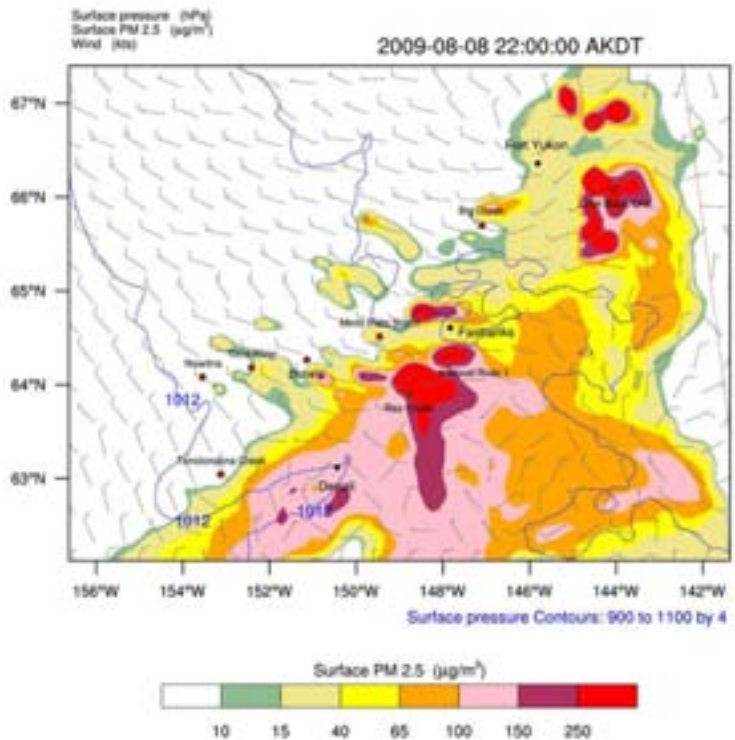 Surface pressure (hPa)
Surface PM 2.5 (µg/m³)
Wind (kts)
2009-08-08 22:00:00 AKDT
67°N
Fort Yukon
66°N
65°N
Fairbanks
64°N
1012
63°N
Denali
1012
156°W 154°W 152°W 150°W 148°W 146°W 144°W 142°W
Surface pressure Contours: 900 to 1100 by 4
Surface PM 2.5 (µg/m³)
10 15 40 65 100 150 250